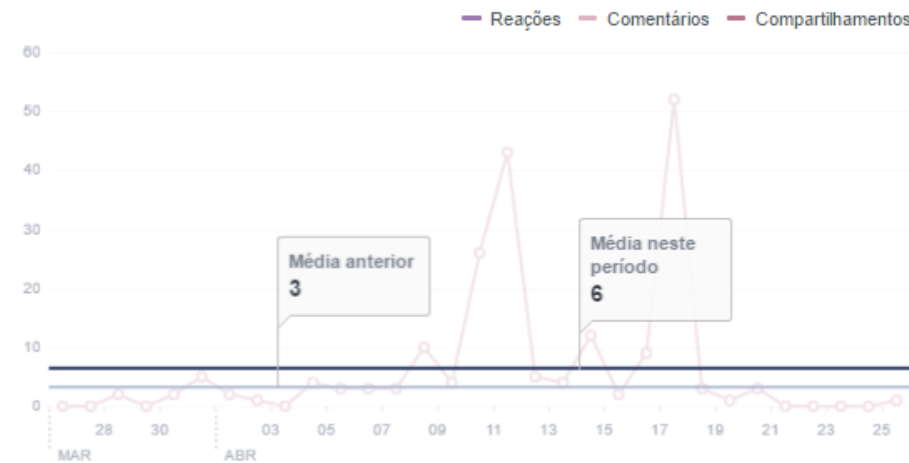 Reações Comentários Compartilhamentos
60
50
40
30
20
10
0
Média anterior
3
Média neste
período
6
28 30 03 05 07 09 11 13 15 17 19 21 23 25
MAR ABR